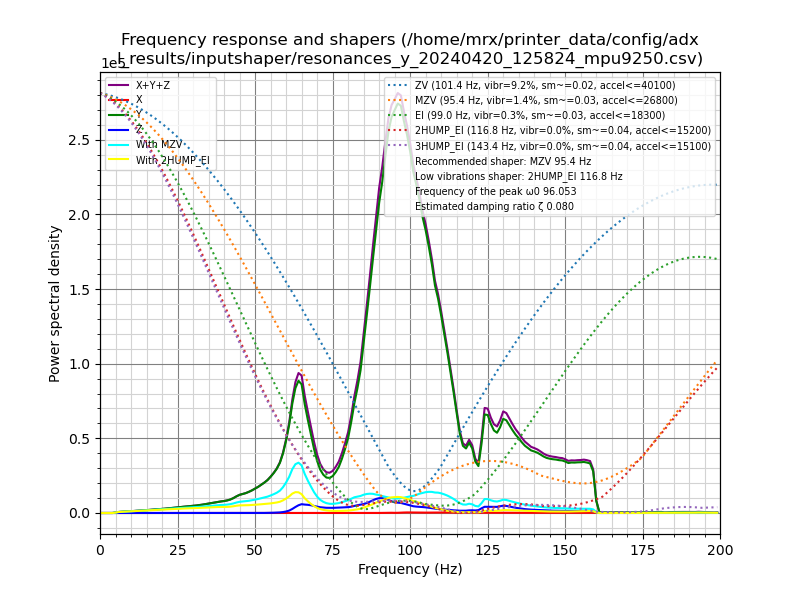 Frequency response and shapers (/home/mrx/printer_data/config/adx
_results/inputshaper/resonances_y_20240420_125824_mpu9250.csv)
1e5
X+Y+Z
X
Y
Z
With MZV
With 2HUMP_EI
ZV (101.4 Hz, vibr=9.2%, sm~=0.02, accel<=40100)
MZV (95.4 Hz, vibr=1.4%, sm~=0.03, accel<=26800)
EI (99.0 Hz, vibr=0.3%, sm~=0.03, accel<=18300)
2HUMP_EI (116.8 Hz, vibr=0.0%, sm~=0.04, accel<=15200)
3HUMP_EI (143.4 Hz, vibr=0.0%, sm~=0.04, accel<=15100)
Recommended shaper: MZV 95.4 Hz
Low vibrations shaper: 2HUMP_EI 116.8 Hz
Frequency of the peak ω0 96.053
Estimated damping ratio ζ 0.080
Power spectral density
2.5
2.0
1.5
1.0
0.5
0.0
0 25 50 75 100 125 150 175 200
Frequency (Hz)